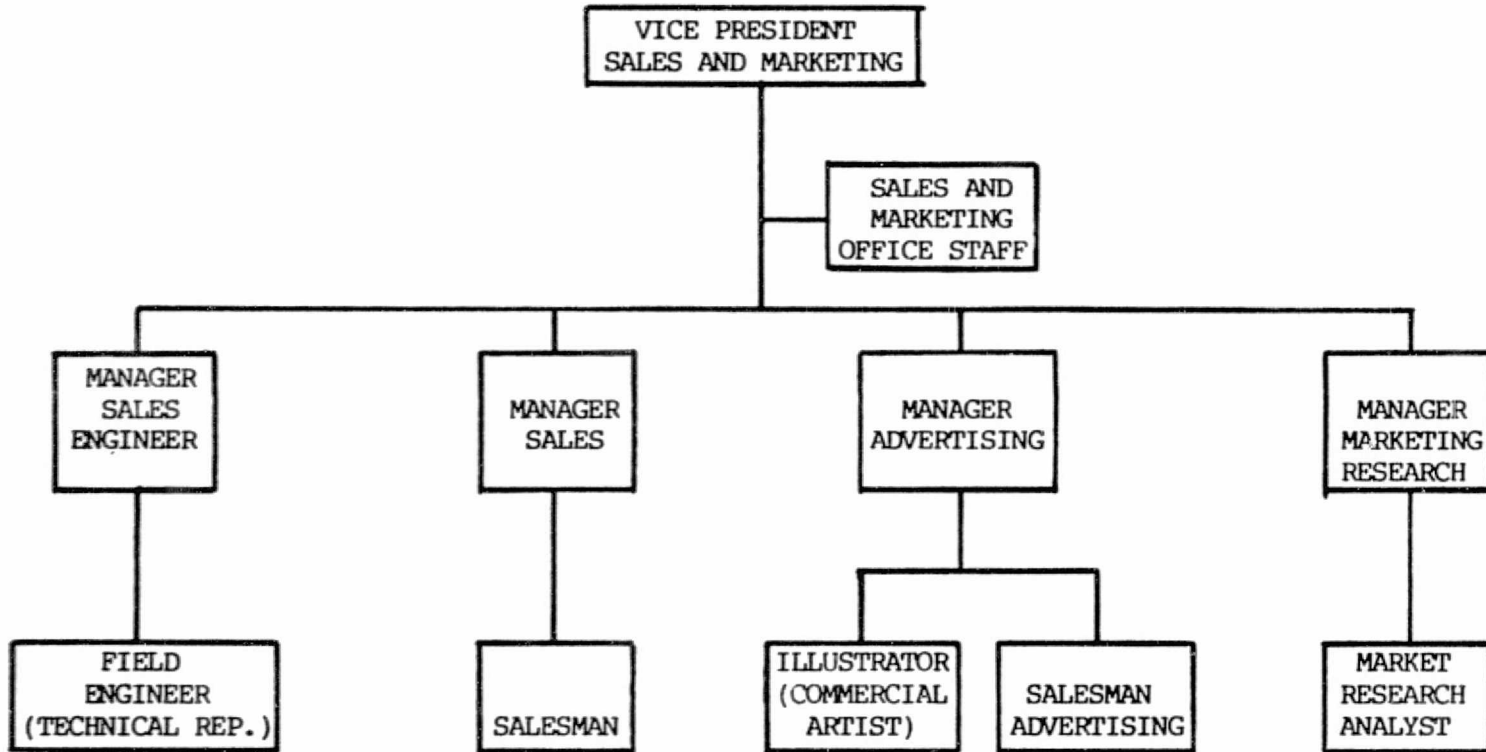 VICE PRESIDENT
SALES AND MARKETING
SALES AND
MARKETING
OFFICE STAFF
MANAGER
SALES
ENGINEER
MANAGER
SALES
MANAGER
ADVERTISING
MANAGER
MARKETING
RESEARCH
FIELD
ENGINEER
(TECHNICAL REP.)
SALESMAN
ILLUSTRATOR
(COMMERCIAL
ARTIST)
SALESMAN
ADVERTISING
MARKET
RESEARCH
ANALYST